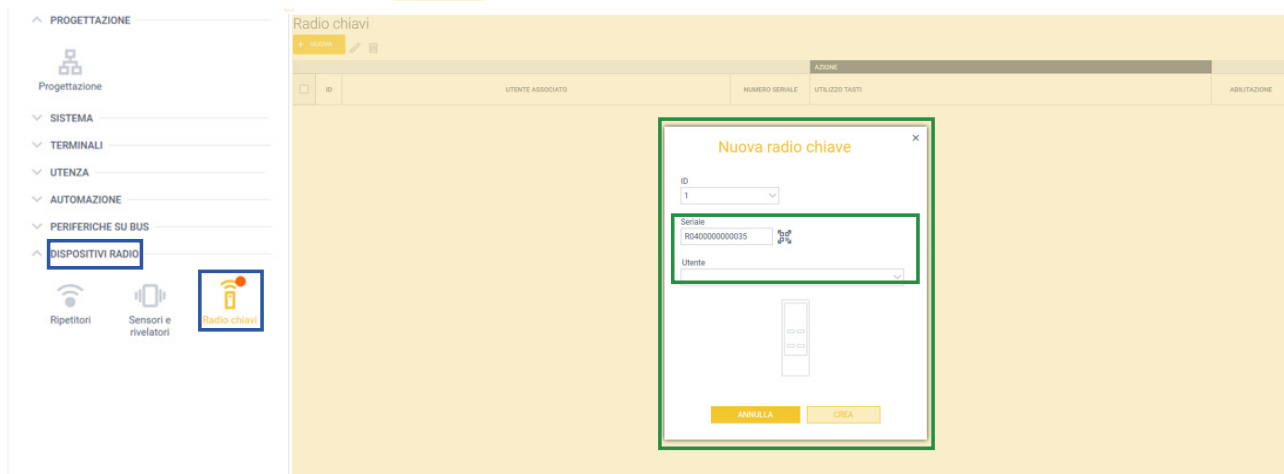 PROGETTAZIONE
Progettazione
SISTEMA
TERMINALI
UTENZA
AUTOMAZIONE
PERIFERICHE SU BUS
DISPOSITIVI RADIO
Ripetitori
Sensori e
rivelatori
Radio chiavi
Radio chiavi
+ NUOVA
AZIONE
ID UTENTE ASSOCIATO NUMERO SERIALE UTILIZZO TASTI ABILITAZIONE
Nuova radio chiave ×
ID
1
Seriale
R0400000000035
Utente
ANNULLA CREA